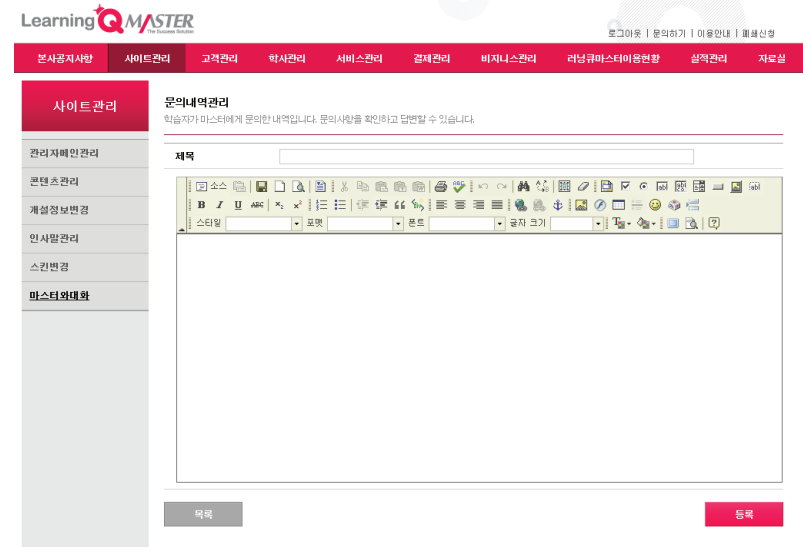 Learning Q MASTER
The Success Solution
로그아웃 | 문의하기 | 이용안내 | 폐쇄신청
본사공지사항 사이트관리 고객관리 학사관리 서비스관리 결제관리 비지니스관리 러닝큐마스터이용현황 실적관리 자료실
사이트관리
관리자메인관리
콘텐츠관리
개설정보변경
인사말관리
스킨변경
마스터와대화
문의내역관리
학습자가 마스터에게 문의한 내역입니다. 문의사항을 확인하고 답변할 수 있습니다.
제목
소스
B I U ABC
스타일 포맷 폰트 글자 크기
목록 등록